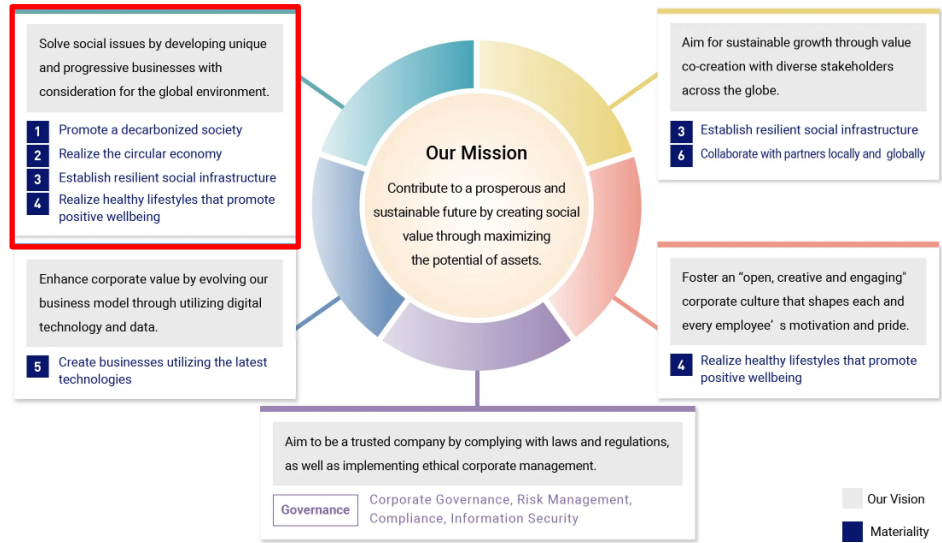 Solve social issues by developing unique
and progressive businesses with
consideration for the global environment.
1 Promote a decarbonized society
2 Realize the circular economy
3 Establish resilient social infrastructure
4 Realize healthy lifestyles that promote
positive wellbeing
Enhance corporate value by evolving our
business model through utilizing digital
technology and data.
5 Create businesses utilizing the latest
technologies
Our Mission
Contribute to a prosperous and
sustainable future by creating social
value through maximizing
the potential of assets.
Aim for sustainable growth through value
co-creation with diverse stakeholders
across the globe.
3 Establish resilient social infrastructure
6 Collaborate with partners locally and globally
Foster an “open, creative and engaging"
corporate culture that shapes each and
every employee’ s motivation and pride.
4 Realize healthy lifestyles that promote
positive wellbeing
Aim to be a trusted company by complying with laws and regulations,
as well as implementing ethical corporate management.
Governance
Corporate Governance, Risk Management,
Compliance, Information Security
Our Vision
Materiality